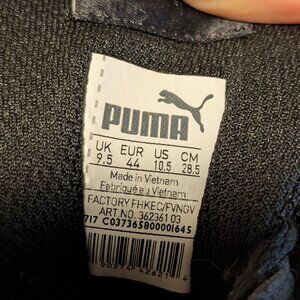 PUMA
UK EUR US CM
9.5 44 10.5 28.5
Made in Vietnam
Fabriqué au Vietnam
FACTORY FHKEC/FVNGV
ART.NO. 362361 03
717 C037365800001645